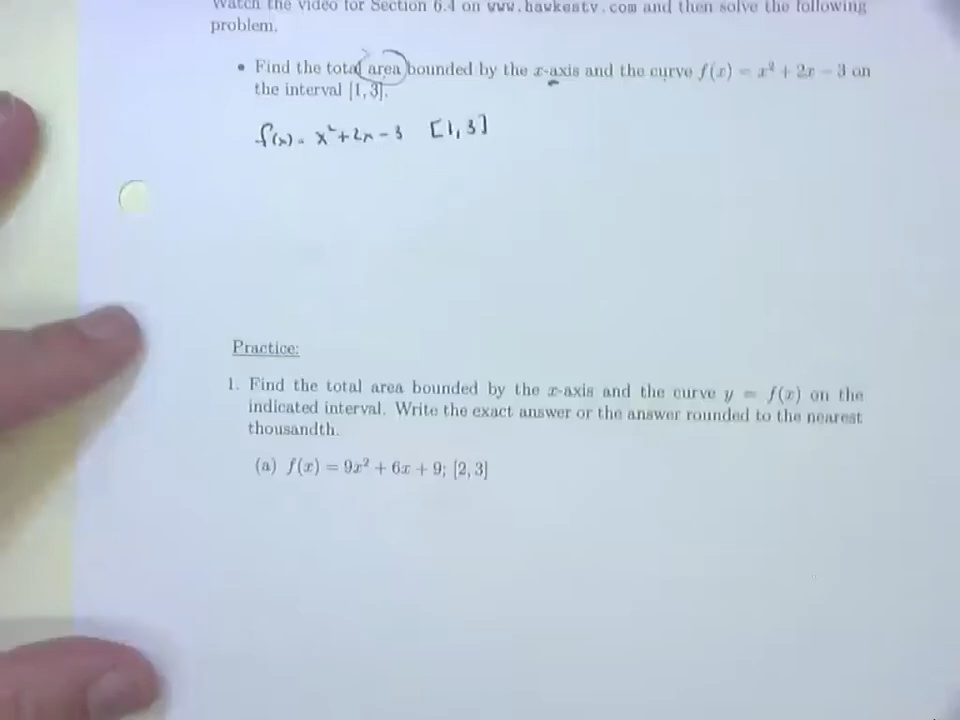 Watch the video for Section 6.4 on www.hawkestv.com and then solve the following
problem.
• Find the total area bounded by the x-axis and the curve f(x) = x² + 2x − 3 on
the interval [1, 3].
f(x) = x² + 2x − 3 [1, 3]
Practice:
1. Find the total area bounded by the x-axis and the curve y = f(x) on the
indicated interval. Write the exact answer or the answer rounded to the nearest
thousandth.
(a) f(x) = 9x² + 6x + 9; [2, 3]